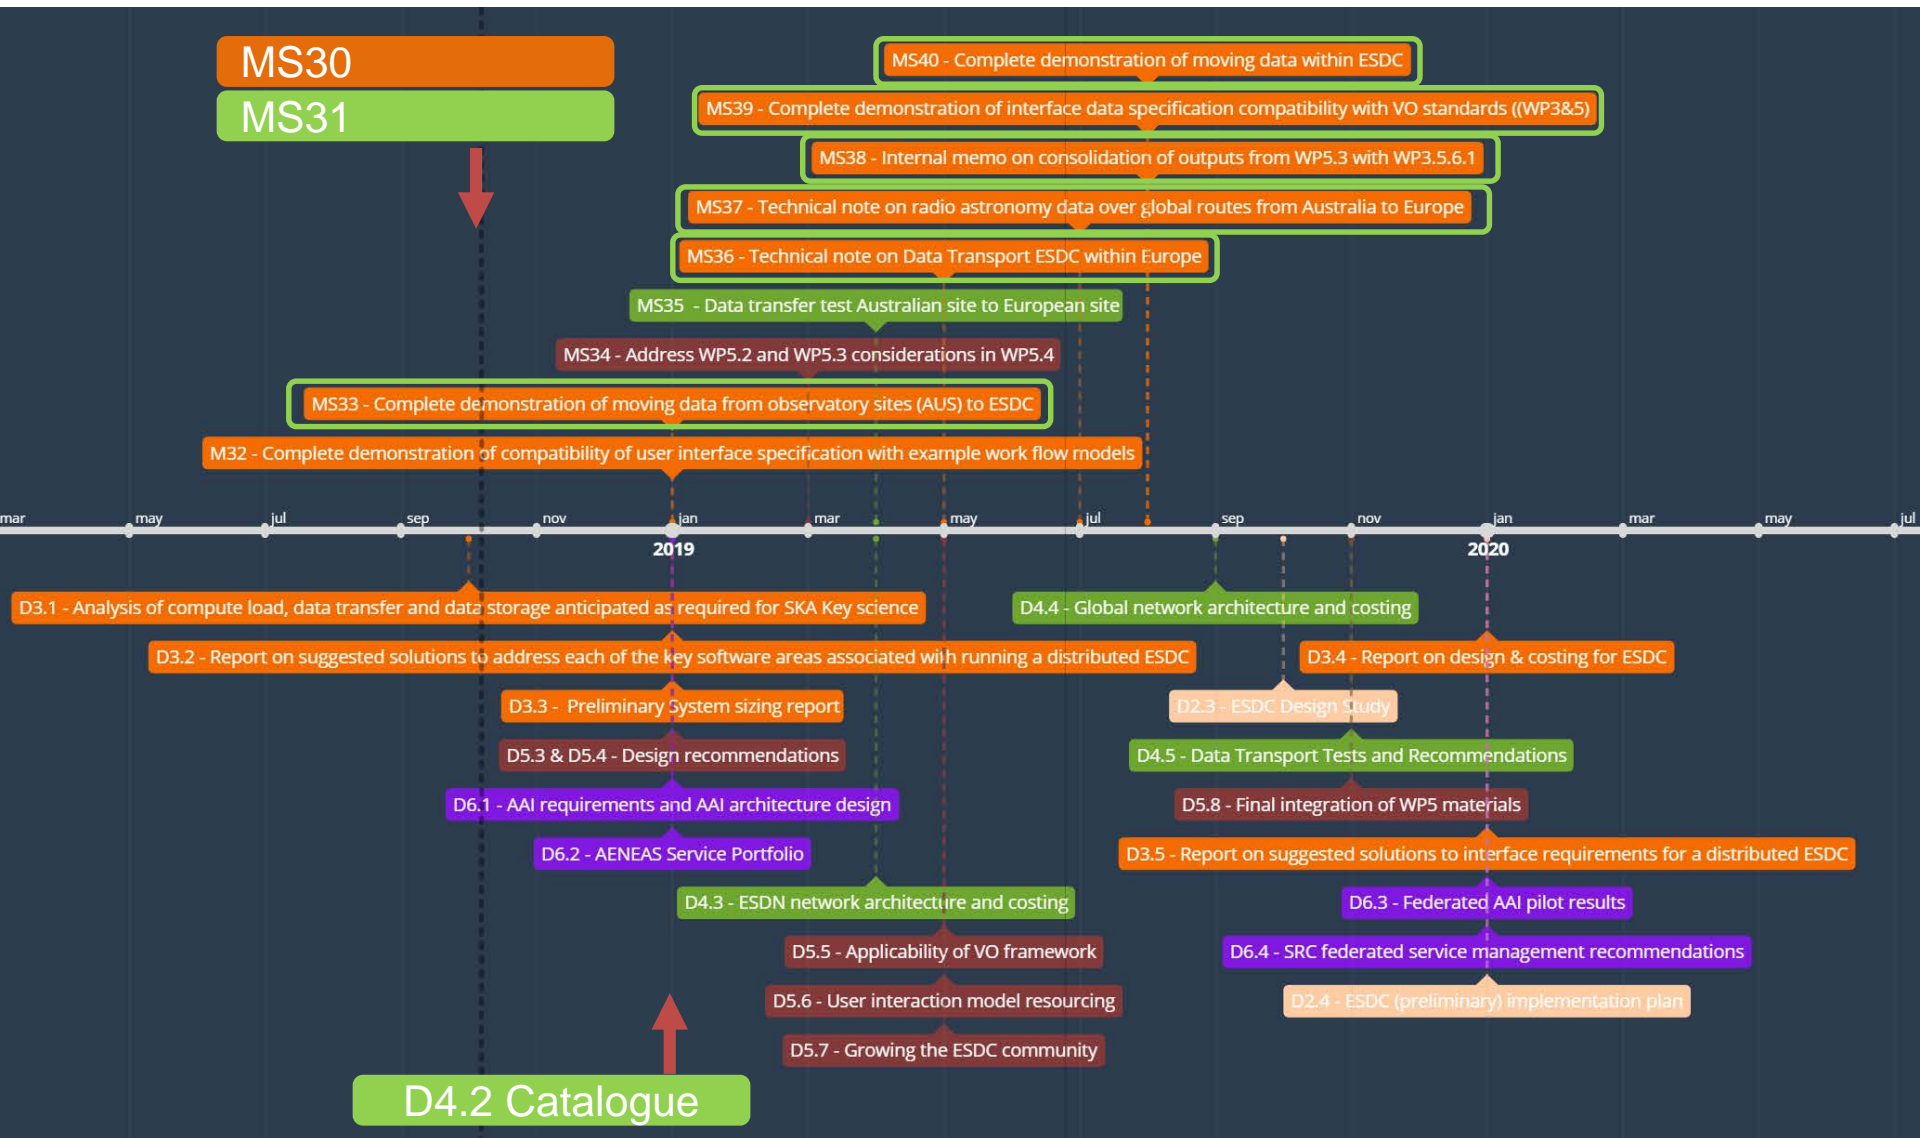 MS30
MS31
MS40 - Complete demonstration of moving data within ESDC
MS39 - Complete demonstration of interface data specification compatibility with VO standards ((WP3&5)
MS38 - Internal memo on consolidation of outputs from WP5.3 with WP3.5.6.1
MS37 - Technical note on radio astronomy data over global routes from Australia to Europe
MS36 - Technical note on Data Transport ESDC within Europe
MS35 - Data transfer test Australian site to European site
MS34 - Address WP5.2 and WP5.3 considerations in WP5.4
MS33 - Complete demonstration of moving data from observatory sites (AUS) to ESDC
M32 - Complete demonstration of compatibility of user interface specification with example work flow models
mar may jul sep nov jan mar may jul sep nov jan mar may jul
2019 2020
D3.1 - Analysis of compute load, data transfer and data storage anticipated as required for SKA Key science
D4.4 - Global network architecture and costing
D3.2 - Report on suggested solutions to address each of the key software areas associated with running a distributed ESDC
D3.4 - Report on design & costing for ESDC
D3.3 - Preliminary System sizing report
D2.3 - ESDC Design Study
D5.3 & D5.4 - Design recommendations
D4.5 - Data Transport Tests and Recommendations
D6.1 - AAI requirements and AAI architecture design
D5.8 - Final integration of WP5 materials
D6.2 - AENEAS Service Portfolio
D3.5 - Report on suggested solutions to interface requirements for a distributed ESDC
D4.3 - ESDN network architecture and costing
D6.3 - Federated AAI pilot results
D5.5 - Applicability of VO framework
D6.4 - SRC federated service management recommendations
D5.6 - User interaction model resourcing
D2.4 - ESDC (preliminary) implementation plan
D5.7 - Growing the ESDC community
D4.2 Catalogue